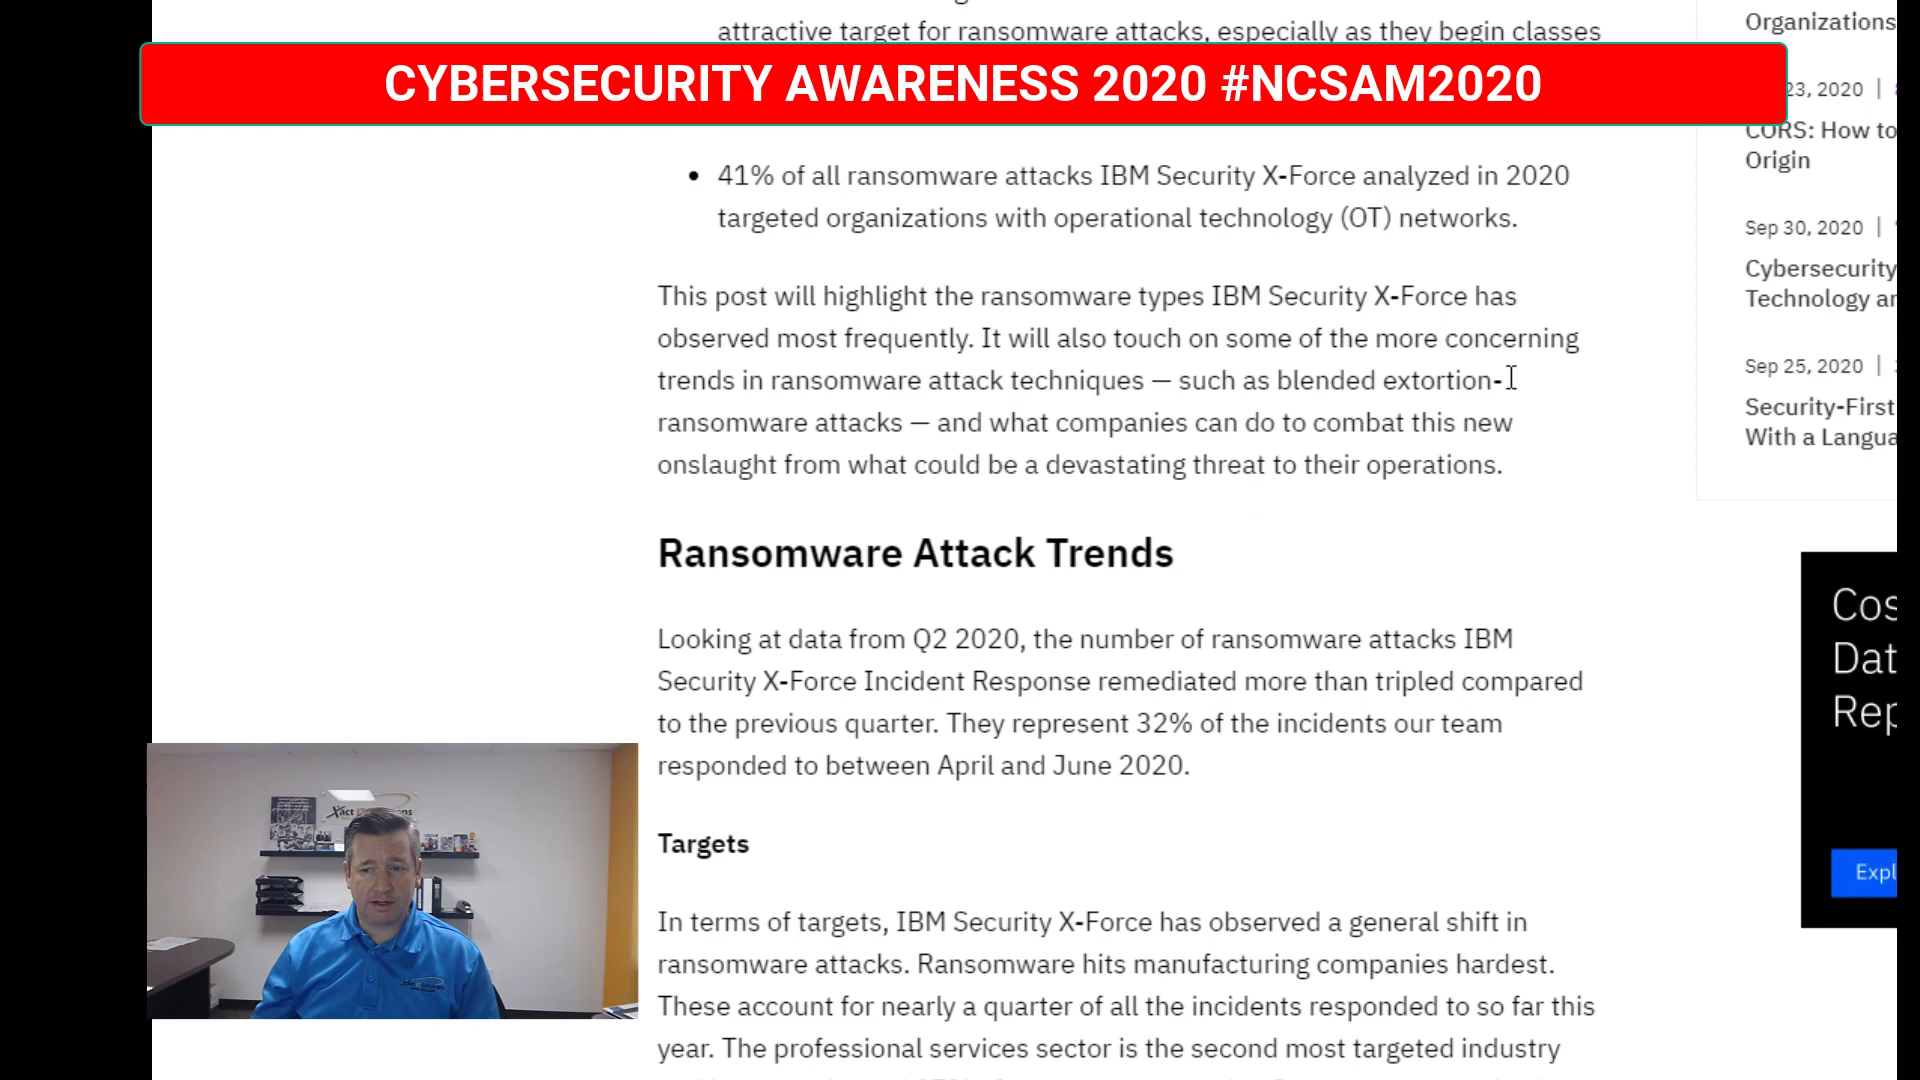 attractive target for ransomware attacks, especially as they begin classes
CYBERSECURITY AWARENESS 2020 #NCSAM2020
41% of all ransomware attacks IBM Security X-Force analyzed in 2020
targeted organizations with operational technology (OT) networks.
This post will highlight the ransomware types IBM Security X-Force has
observed most frequently. It will also touch on some of the more concerning
trends in ransomware attack techniques — such as blended extortion-
ransomware attacks — and what companies can do to combat this new
onslaught from what could be a devastating threat to their operations.
Ransomware Attack Trends
Looking at data from Q2 2020, the number of ransomware attacks IBM
Security X-Force Incident Response remediated more than tripled compared
to the previous quarter. They represent 32% of the incidents our team
responded to between April and June 2020.
Targets
In terms of targets, IBM Security X-Force has observed a general shift in
ransomware attacks. Ransomware hits manufacturing companies hardest.
These account for nearly a quarter of all the incidents responded to so far this
year. The professional services sector is the second most targeted industry
Organizations
23, 2020 |
CORS: How to
Origin
Sep 30, 2020 |
Cybersecurity
Technology an
Sep 25, 2020 |
Security-First
With a Langua
Cos
Dat
Rep
Expl